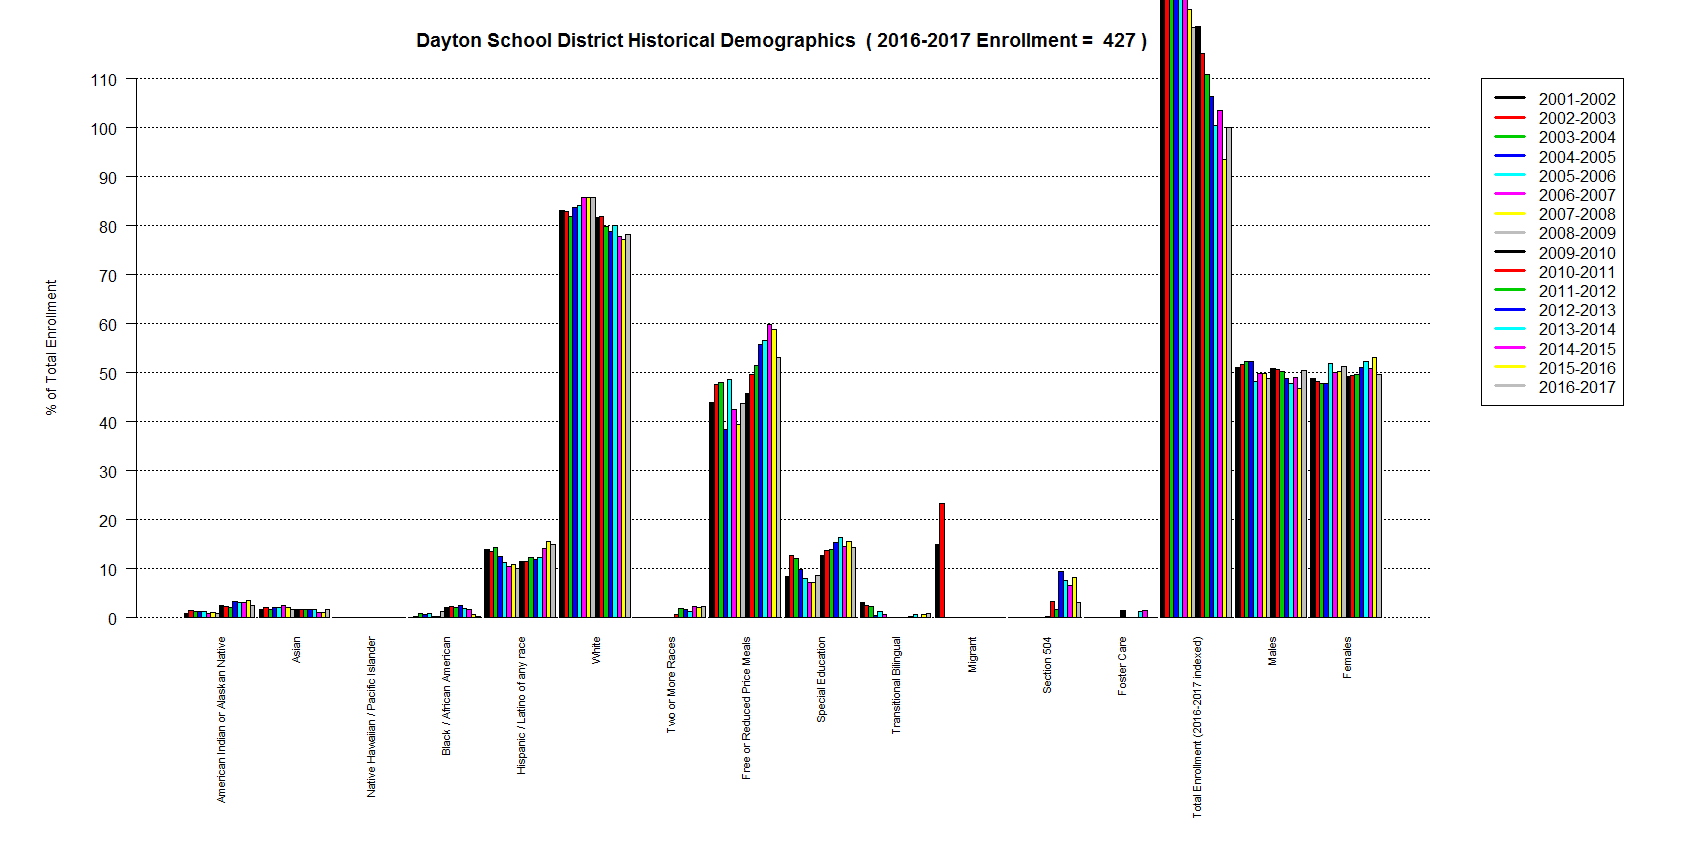 Dayton School District Historical Demographics ( 2016-2017 Enrollment = 427 )
% of Total Enrollment
110
100
90
80
70
60
50
40
30
20
10
0
American Indian or Alaskan Native
Asian
Native Hawaiian / Pacific Islander
Black / African American
Hispanic / Latino of any race
White
Two or More Races
Free or Reduced Price Meals
Special Education
Transitional Bilingual
Migrant
Section 504
Foster Care
Total Enrollment (2016-2017 indexed)
Males
Females
2001-2002
2002-2003
2003-2004
2004-2005
2005-2006
2006-2007
2007-2008
2008-2009
2009-2010
2010-2011
2011-2012
2012-2013
2013-2014
2014-2015
2015-2016
2016-2017